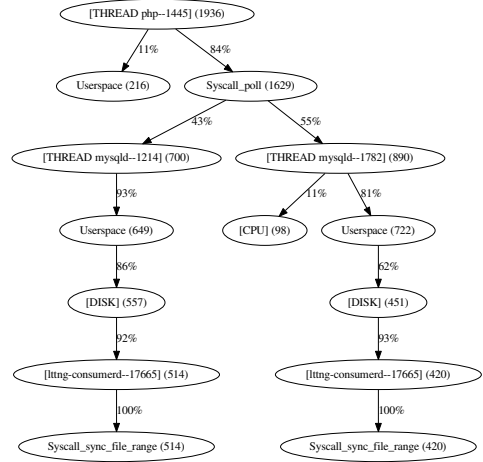 [THREAD php--1445] (1936)
11%
84%
Userspace (216)
Syscall_poll (1629)
43%
55%
[THREAD mysqld--1214] (700)
[THREAD mysqld--1782] (890)
93%
11%
81%
Userspace (649)
[CPU] (98)
Userspace (722)
86%
62%
[DISK] (557)
[DISK] (451)
92%
93%
[lttng-consumerd--17665] (514)
[lttng-consumerd--17665] (420)
100%
100%
Syscall_sync_file_range (514)
Syscall_sync_file_range (420)